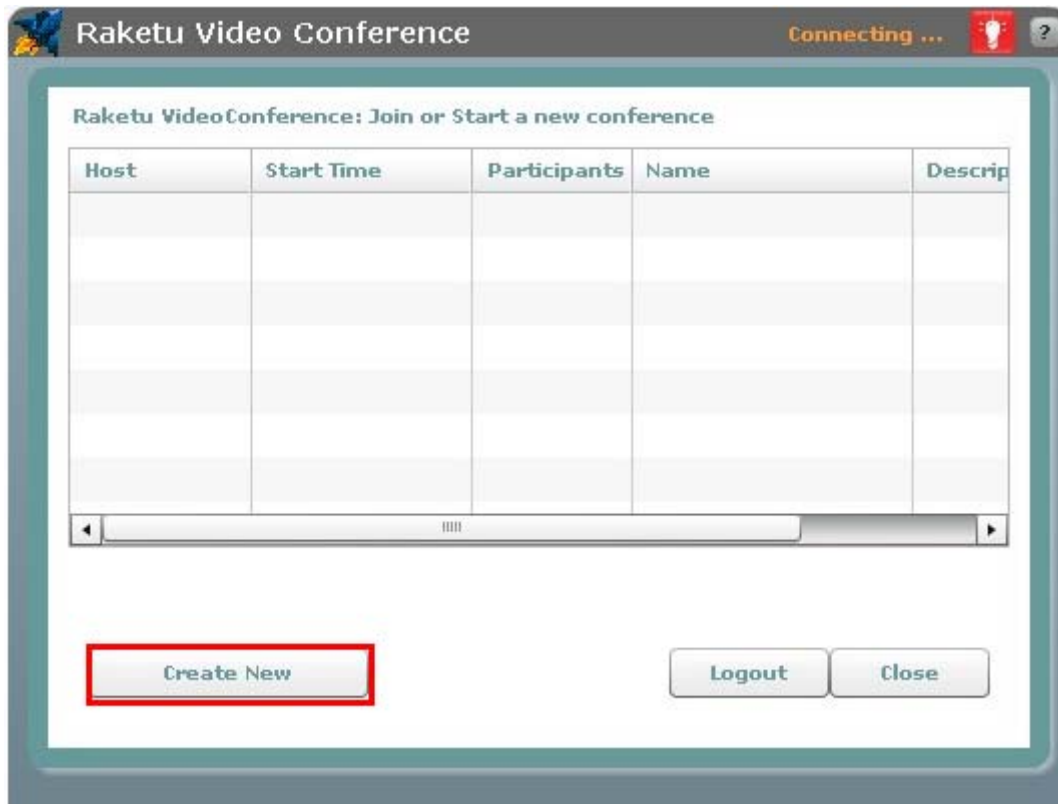 Raketu Video Conference Connecting ... ?
Raketu VideoConference: Join or Start a new conference
Host Start Time Participants Name Descrip
Create New Logout Close